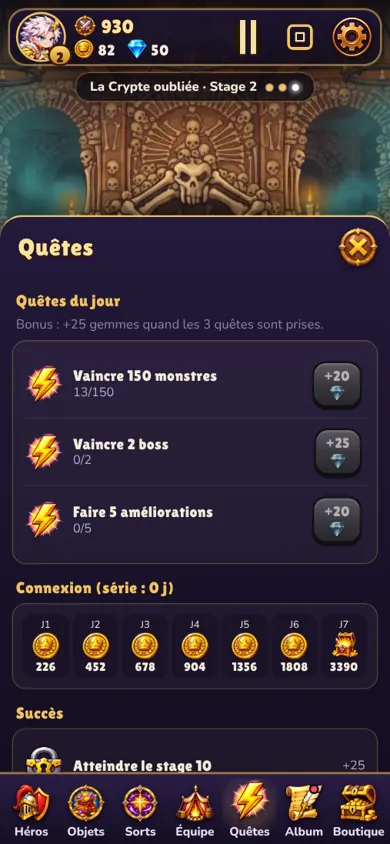 930
2
82
50
La Crypte oubliée · Stage 2
Quêtes
Quêtes du jour
Bonus : +25 gemmes quand les 3 quêtes sont prises.
Vaincre 150 monstres
13/150
+20
Vaincre 2 boss
0/2
+25
Faire 5 améliorations
0/5
+20
Connexion (série : 0 j)
J1 J2 J3 J4 J5 J6 J7
226 452 678 904 1356 1808 3390
Succès
Atteindre le stage 10
+25
Héros Objets Sorts Équipe Quêtes Album Boutique